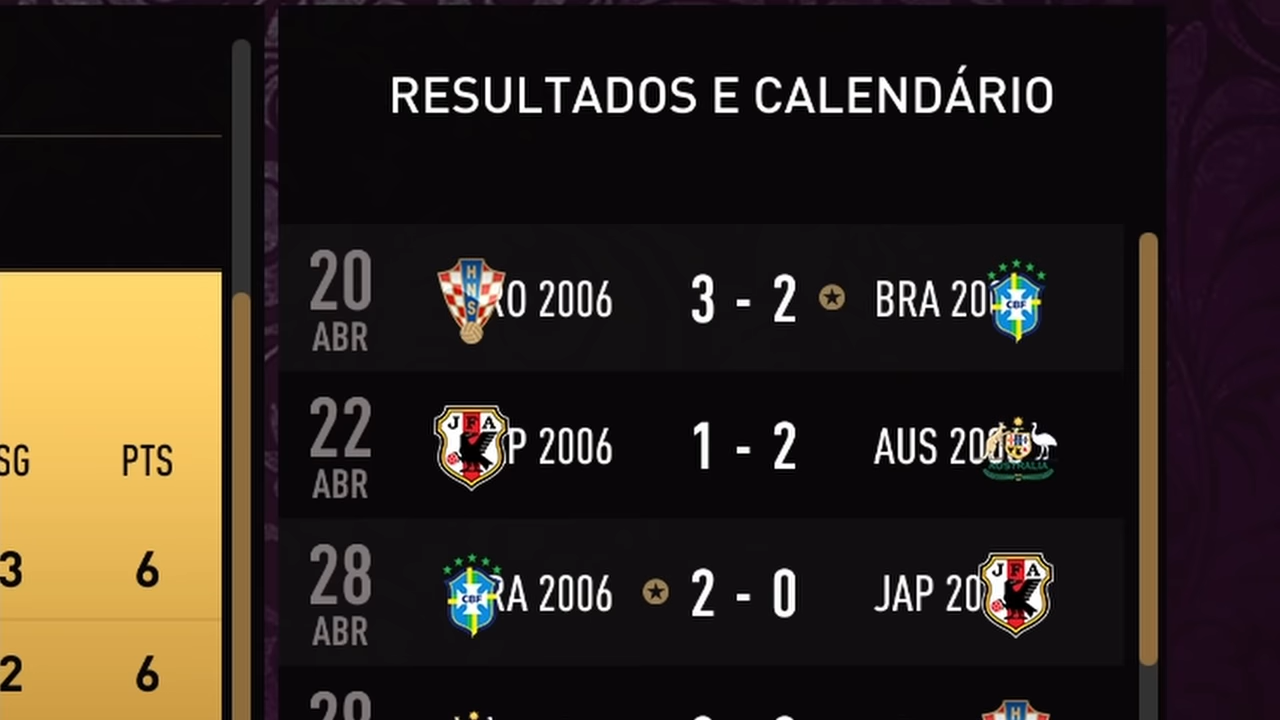 RESULTADOS E CALENDÁRIO
20 ABR
HNS
O 2006 3 - 2 BRA 20
CBF
22 ABR
JFA
P 2006 1 - 2 AUS 200
AUSTRALIA
28 ABR
CBF
RA 2006 2 - 0 JAP 20
JFA
SG PTS
3 6
2 6